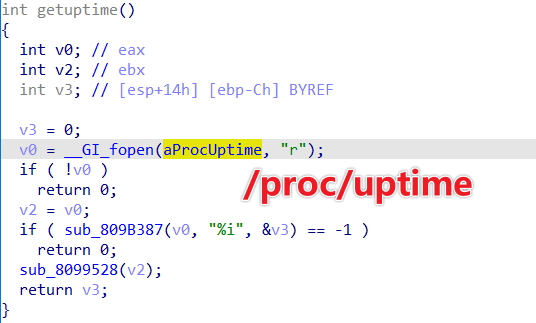 int getuptime()
{
  int v0; // eax
  int v2; // ebx
  int v3; // [esp+14h] [ebp-Ch] BYREF

  v3 = 0;
  v0 = __GI_fopen(aProcUptime, "r");
  if ( !v0 )
    return 0;
  v2 = v0;
  if ( sub_809B387(v0, "%i", &v3) == -1 )
    return 0;
  sub_8099528(v2);
  return v3;
}
/proc/uptime